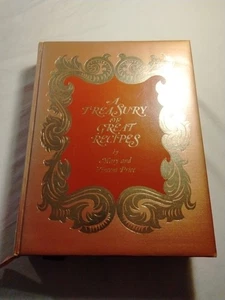 A
TREASURY
OF
GREAT
RECIPES
by
Mary and
Vincent Price